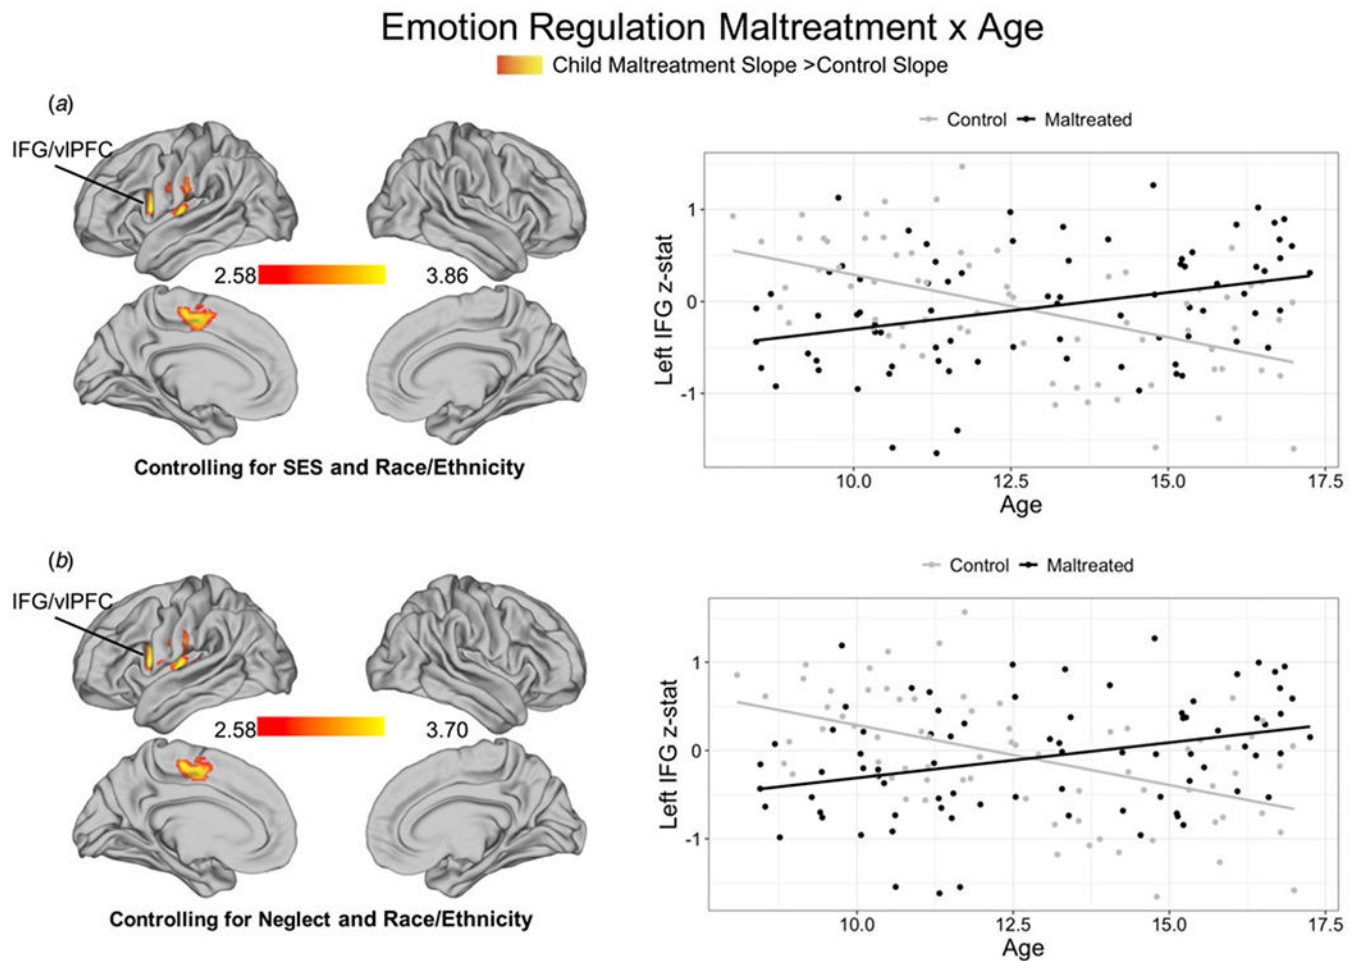 Emotion Regulation Maltreatment x Age
Child Maltreatment Slope >Control Slope
(a)
IFG/vlPFC
2.58
3.86
Controlling for SES and Race/Ethnicity
Control
Maltreated
Left IFG z-stat
1
0
-1
10.0
12.5
15.0
17.5
Age
(b)
IFG/vlPFC
2.58
3.70
Controlling for Neglect and Race/Ethnicity
Control
Maltreated
Left IFG z-stat
1
0
-1
10.0
12.5
15.0
17.5
Age